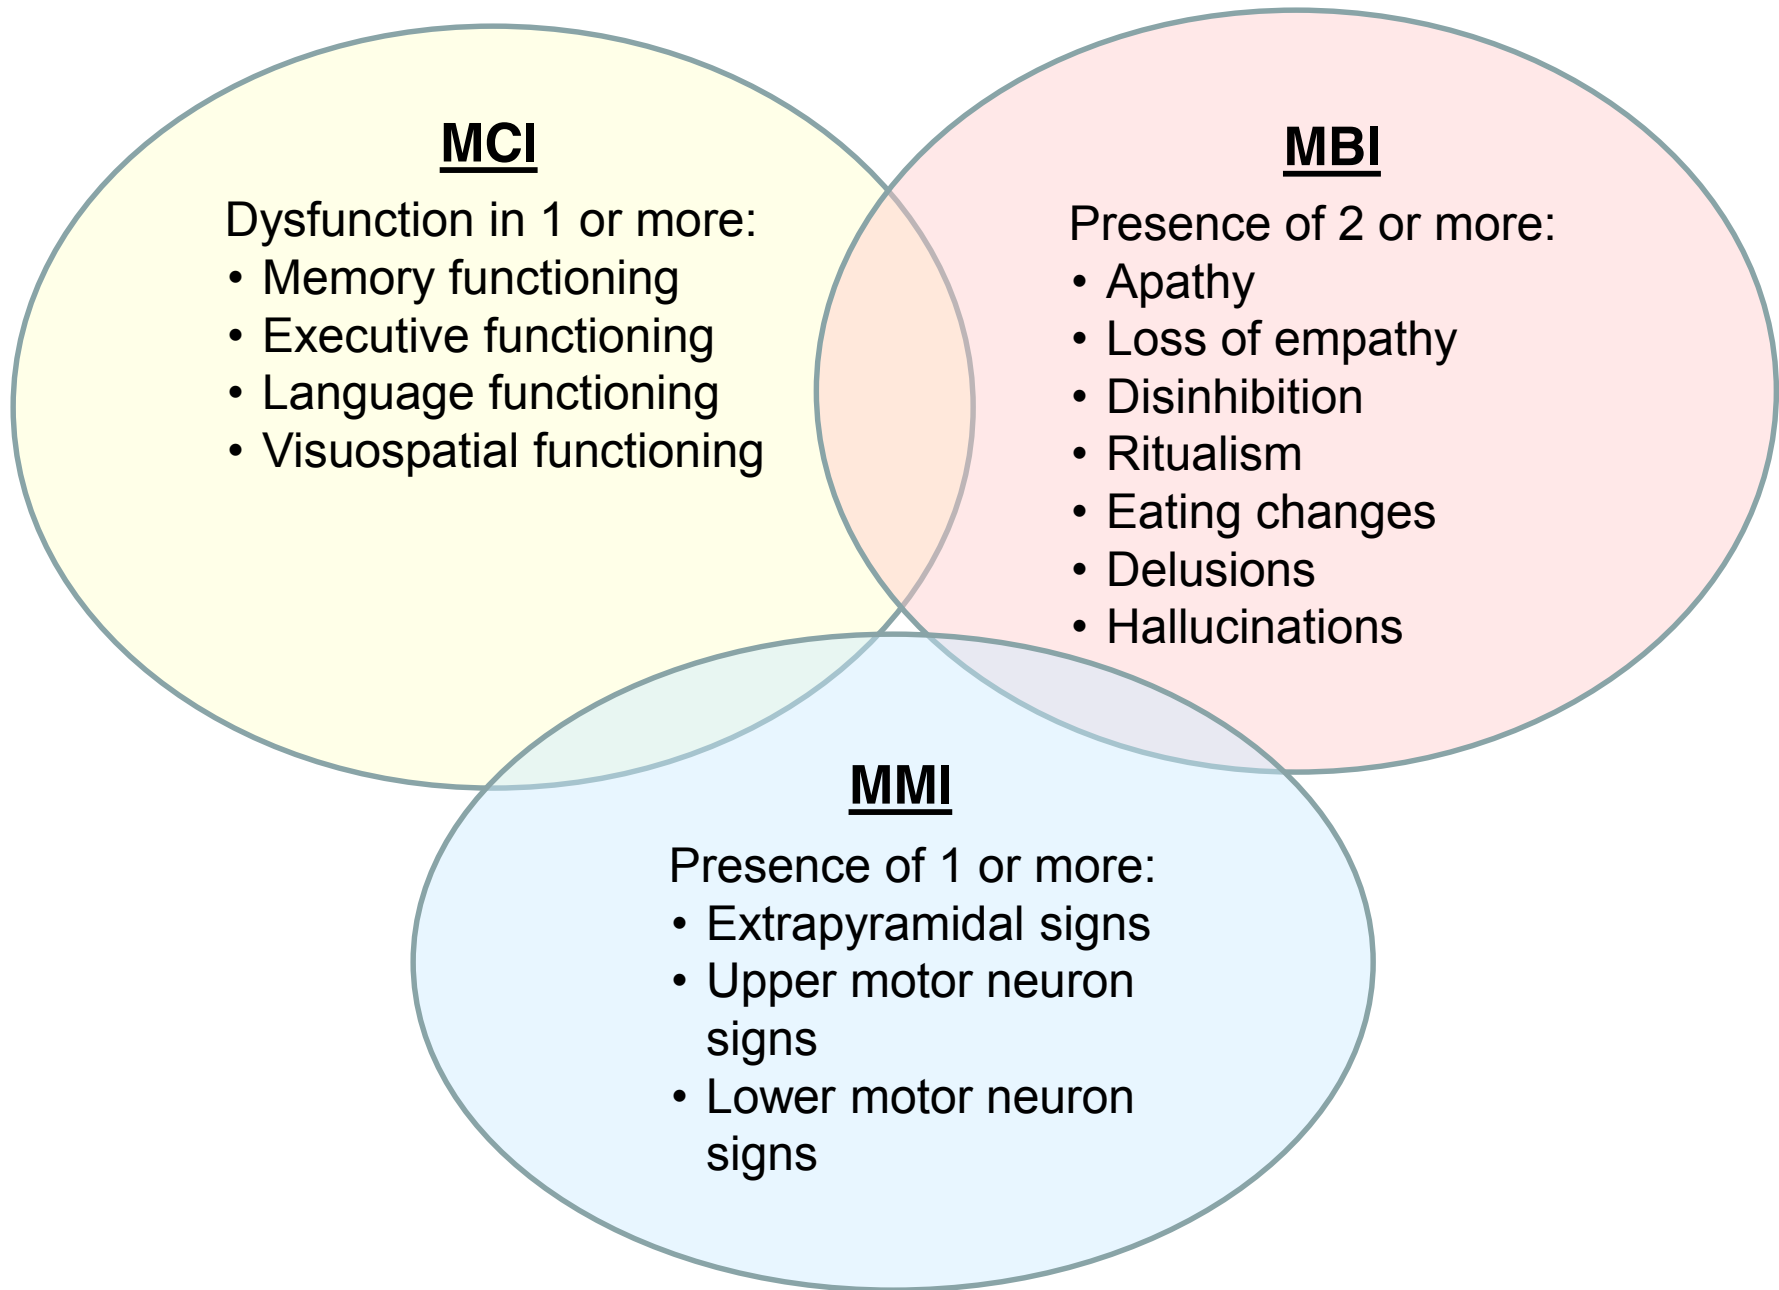 MCI
Dysfunction in 1 or more:
• Memory functioning
• Executive functioning
• Language functioning
• Visuospatial functioning
MBI
Presence of 2 or more:
• Apathy
• Loss of empathy
• Disinhibition
• Ritualism
• Eating changes
• Delusions
• Hallucinations
MMI
Presence of 1 or more:
• Extrapyramidal signs
• Upper motor neuron
signs
• Lower motor neuron
signs